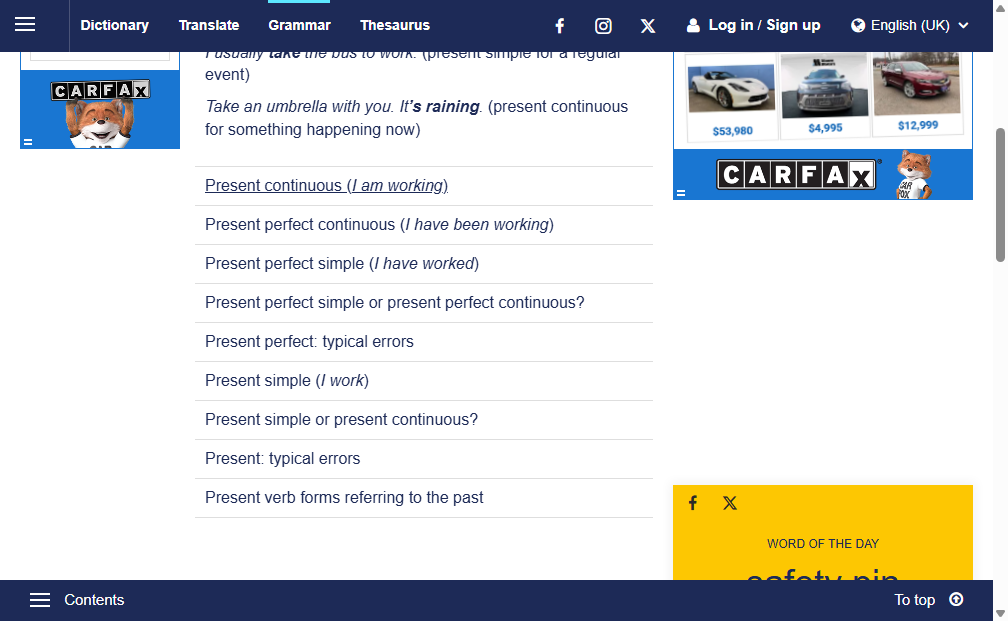 Dictionary Translate Grammar Thesaurus Log in / Sign up English (UK)
I usually take the bus to work. (present simple for a regular
event)
Take an umbrella with you. It's raining. (present continuous
for something happening now)
Present continuous (I am working)
Present perfect continuous (I have been working)
Present perfect simple (I have worked)
Present perfect simple or present perfect continuous?
Present perfect: typical errors
Present simple (I work)
Present simple or present continuous?
Present: typical errors
Present verb forms referring to the past
CARFAX
$53,980 $4,995 $12,999
CARFAX
CAR
FOX
WORD OF THE DAY
safety pin
Contents To top